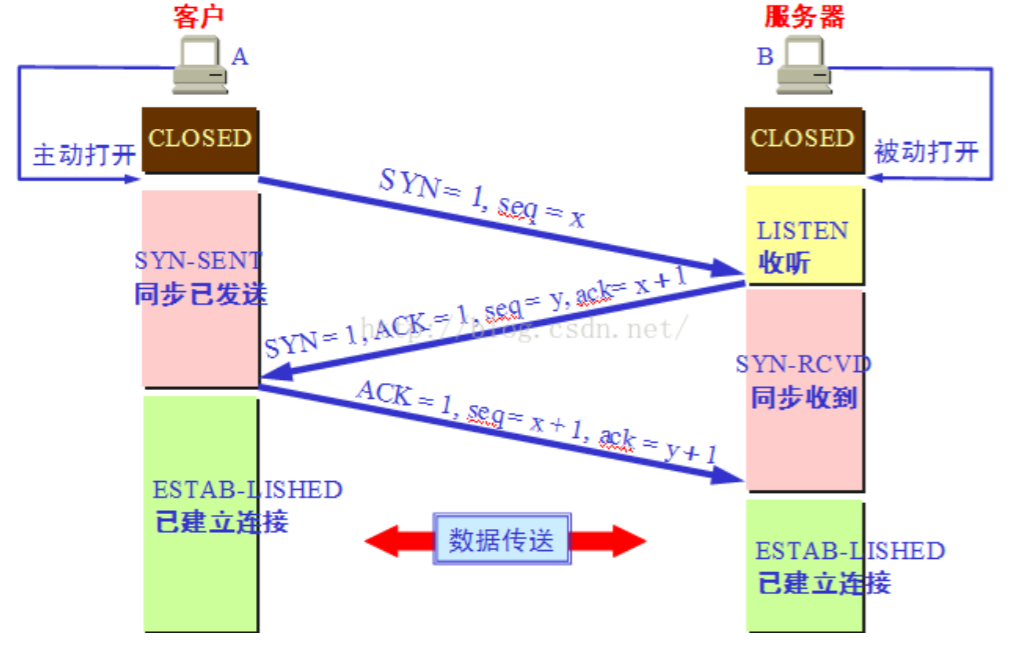 客户
服务器
A
B
CLOSED
CLOSED
主动打开
被动打开
SYN = 1, seq = x
LISTEN
收听
SYN-SENT
同步已发送
SYN = 1, ACK = 1, seq = y, ack= x + 1
http://blog.csdn.net/
SYN-RCVD
同步收到
ACK = 1, seq = x + 1, ack = y + 1
ESTAB-LISHED
已建立连接
数据传送
ESTAB-LISHED
已建立连接